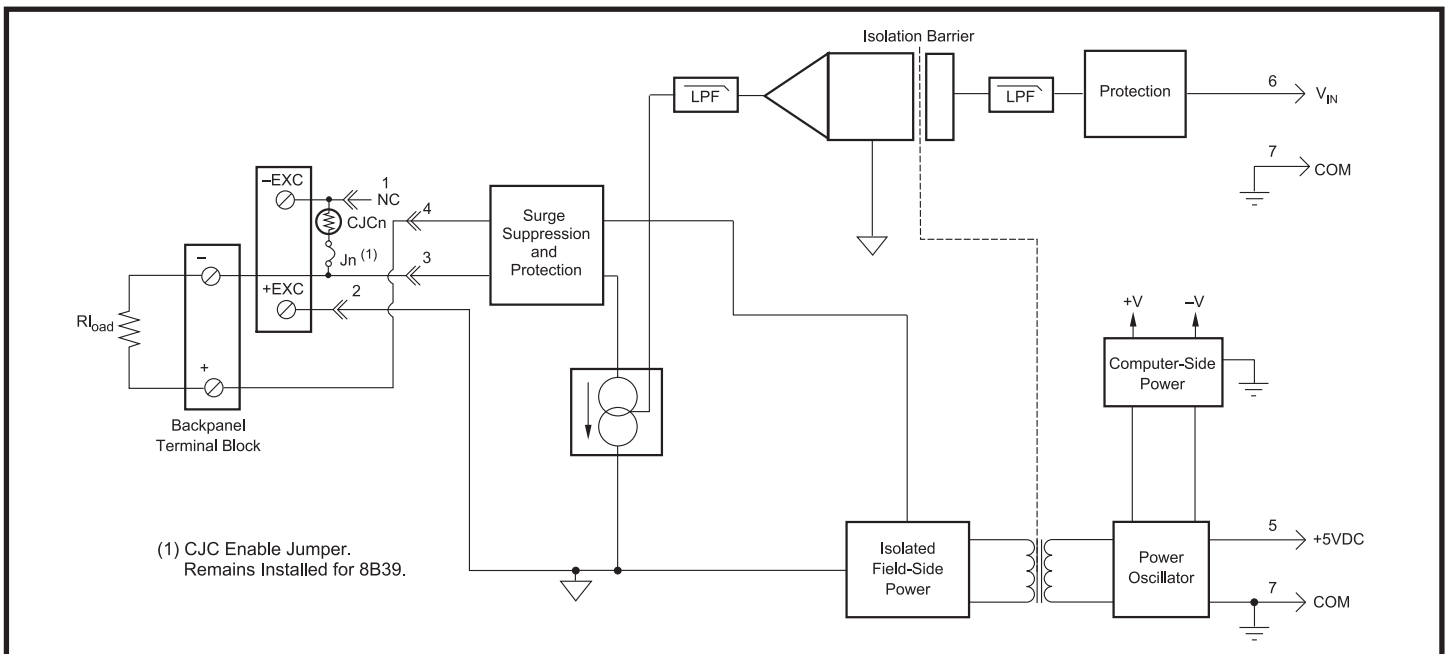 Isolation Barrier
LPF
LPF
Protection
6
V_IN
7
COM
–EXC
1
NC
CJCn
4
Surge
Suppression
and
Protection
Jn (1)
3
–
+EXC
2
Rl_oad
+
Backpanel
Terminal Block
+V
–V
Computer-Side
Power
(1) CJC Enable Jumper.
Remains Installed for 8B39.
Isolated
Field-Side
Power
Power
Oscillator
5
+5VDC
7
COM